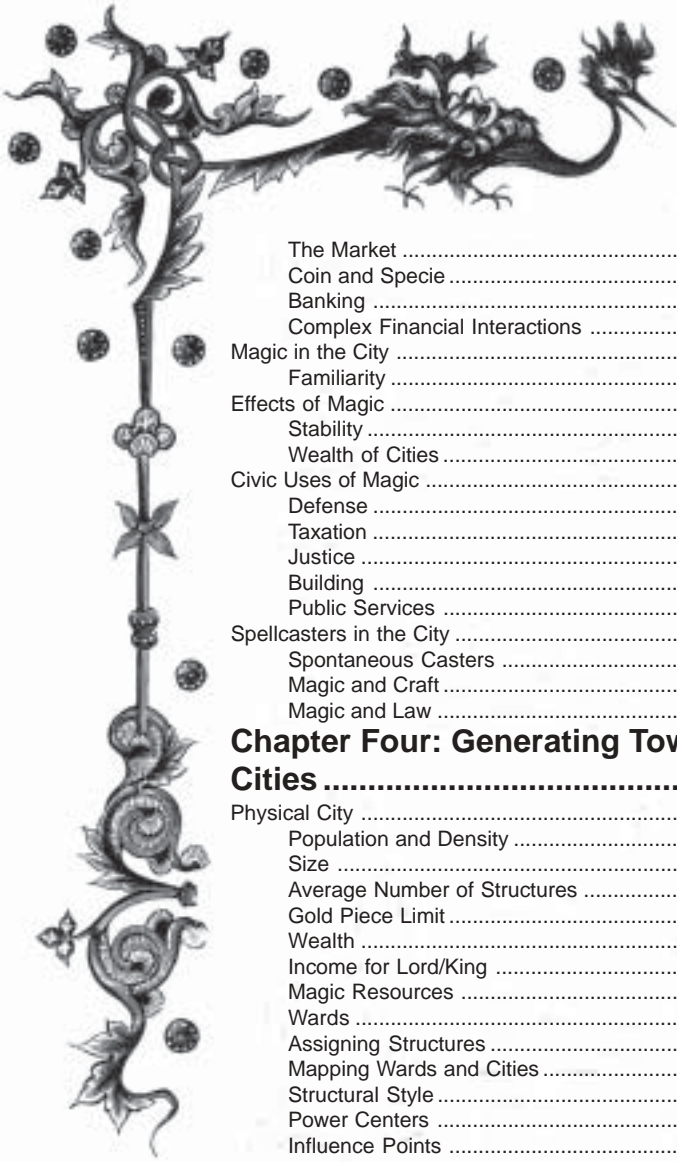 The Market ..................................................
Coin and Specie ..........................................
Banking .......................................................
Complex Financial Interactions ..................
Magic in the City ................................................
Familiarity ....................................................
Effects of Magic .................................................
Stability ........................................................
Wealth of Cities ...........................................
Civic Uses of Magic ...........................................
Defense .......................................................
Taxation .......................................................
Justice .........................................................
Building .......................................................
Public Services ...........................................
Spellcasters in the City ......................................
Spontaneous Casters .................................
Magic and Craft ...........................................
Magic and Law ............................................
Chapter Four: Generating Tow
Cities .......................................
Physical City ......................................................
Population and Density ...............................
Size .............................................................
Average Number of Structures ...................
Gold Piece Limit ..........................................
Wealth .........................................................
Income for Lord/King ..................................
Magic Resources ........................................
Wards ..........................................................
Assigning Structures ...................................
Mapping Wards and Cities ..........................
Structural Style ............................................
Power Centers ............................................
Influence Points ..........................................